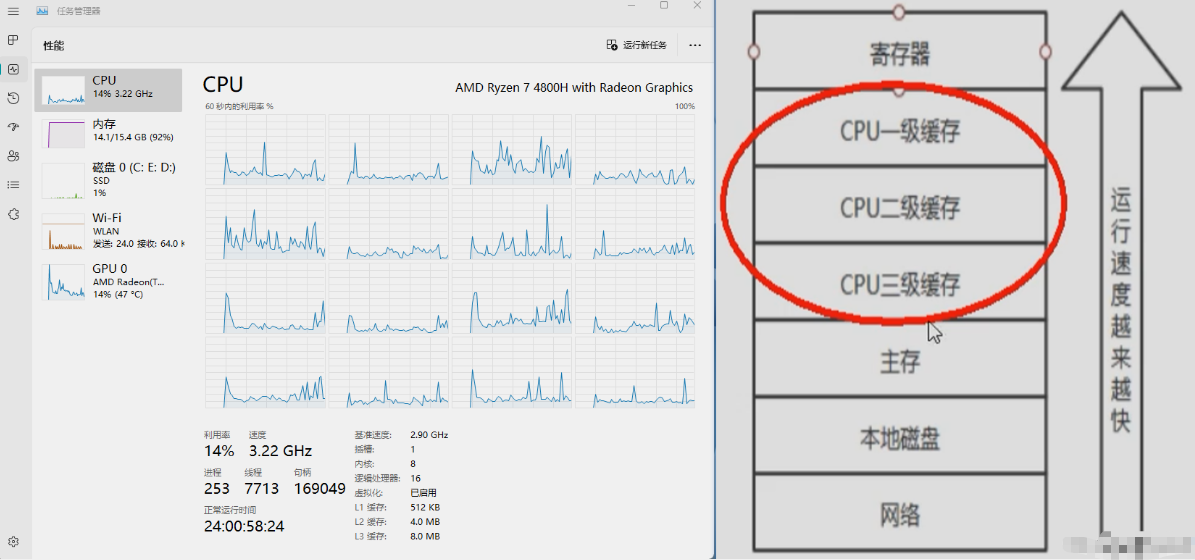 任务管理器
性能
运行新任务
CPU
14% 3.22 GHz
内存
14.1/15.4 GB (92%)
磁盘 0 (C: E: D:)
SSD
1%
Wi-Fi
WLAN
发送: 24.0 接收: 64.0 K
GPU 0
AMD Radeon(T...
14% (47 °C)
CPU
AMD Ryzen 7 4800H with Radeon Graphics
60 秒内的利用率 %
100%
利用率
速度
14%
3.22 GHz
进程
线程
句柄
253
7713
169049
正常运行时间
24:00:58:24
基准速度:
2.90 GHz
插槽:
1
内核:
8
逻辑处理器:
16
虚拟化:
已启用
L1 缓存:
512 KB
L2 缓存:
4.0 MB
L3 缓存:
8.0 MB
寄存器
CPU一级缓存
CPU二级缓存
CPU三级缓存
主存
本地磁盘
网络
运行速度越来越快